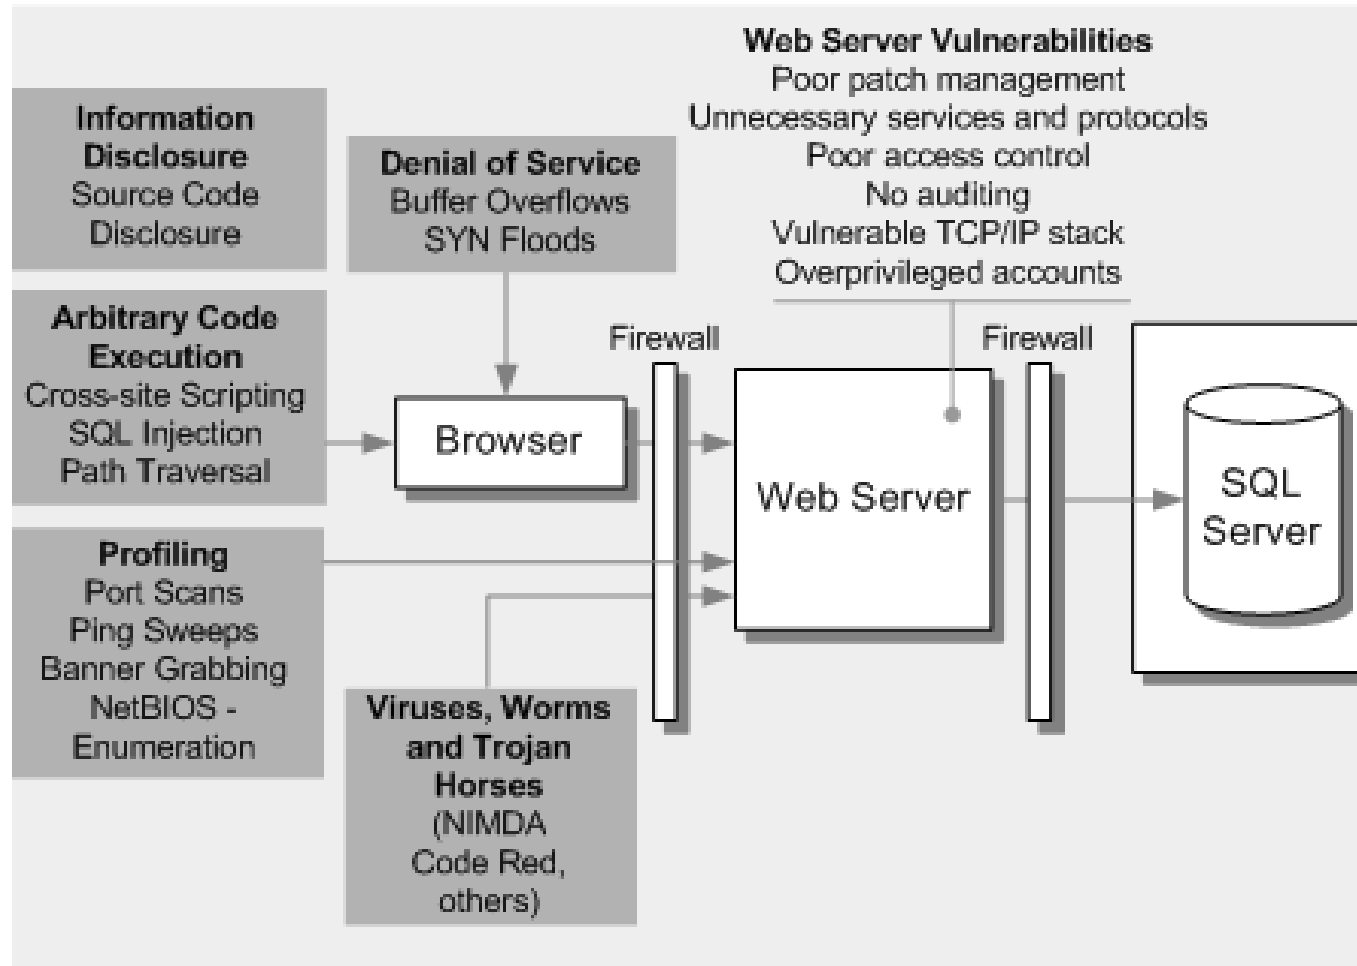 Web Server Vulnerabilities
Poor patch management
Unnecessary services and protocols
Poor access control
No auditing
Vulnerable TCP/IP stack
Overprivileged accounts
Information
Disclosure
Source Code
Disclosure
Denial of Service
Buffer Overflows
SYN Floods
Arbitrary Code
Execution
Cross-site Scripting
SQL Injection
Path Traversal
Browser
Firewall
Web Server
Firewall
SQL
Server
Profiling
Port Scans
Ping Sweeps
Banner Grabbing
NetBIOS -
Enumeration
Viruses, Worms
and Trojan
Horses
(NIMDA
Code Red,
others)